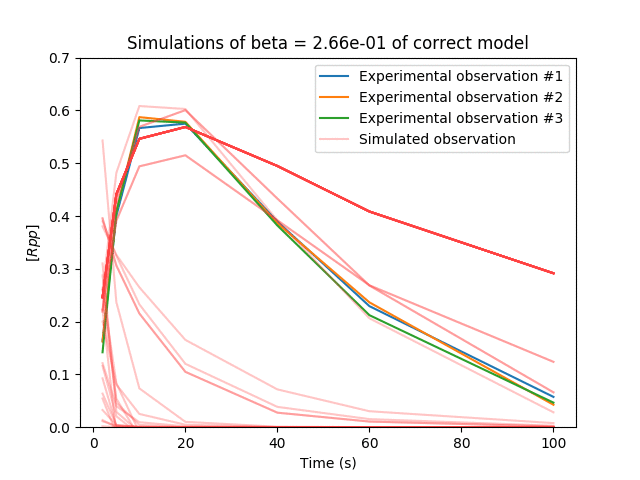 Simulations of beta = 2.66e-01 of correct model
Experimental observation #1
Experimental observation #2
Experimental observation #3
Simulated observation
[Rpp]
0.7
0.6
0.5
0.4
0.3
0.2
0.1
0.0
0 20 40 60 80 100
Time (s)